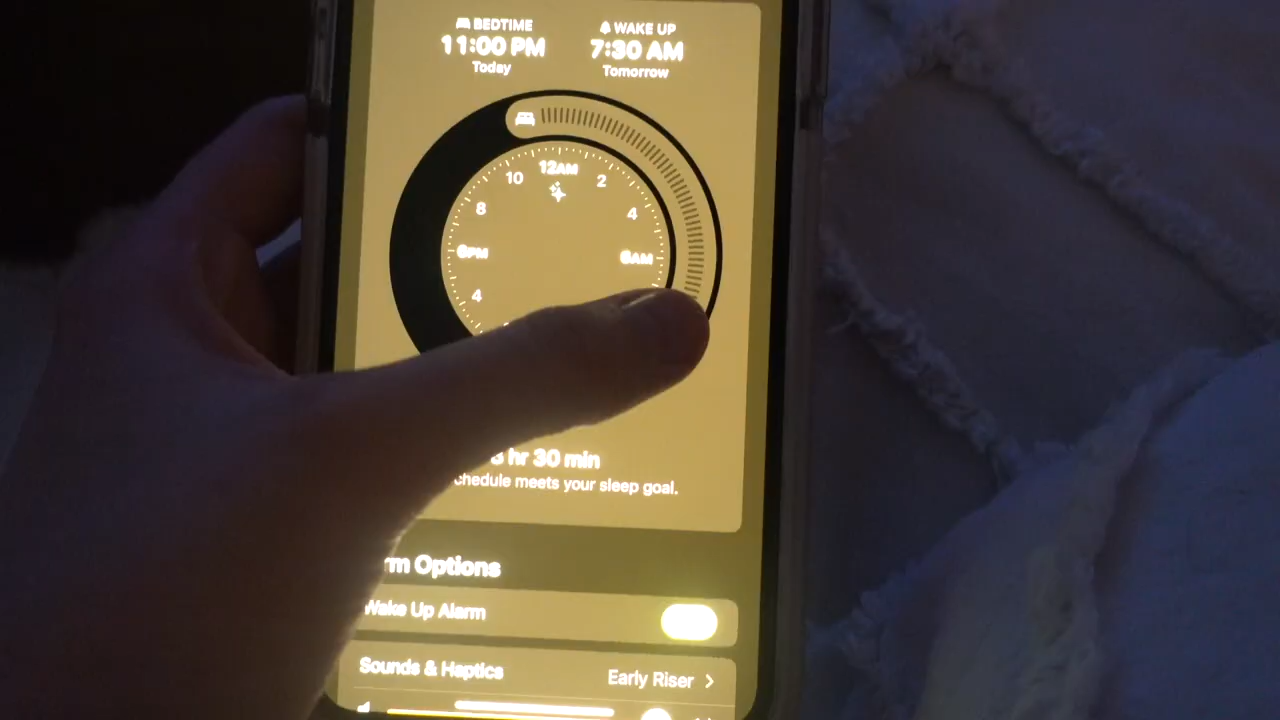 BEDTIME
11:00 PM
Today
WAKE UP
7:30 AM
Tomorrow
12AM
10
2
8
4
6PM
6AM
4
hr 30 min
chedule meets your sleep goal.
rm Options
Wake Up Alarm
Sounds & Haptics
Early Riser